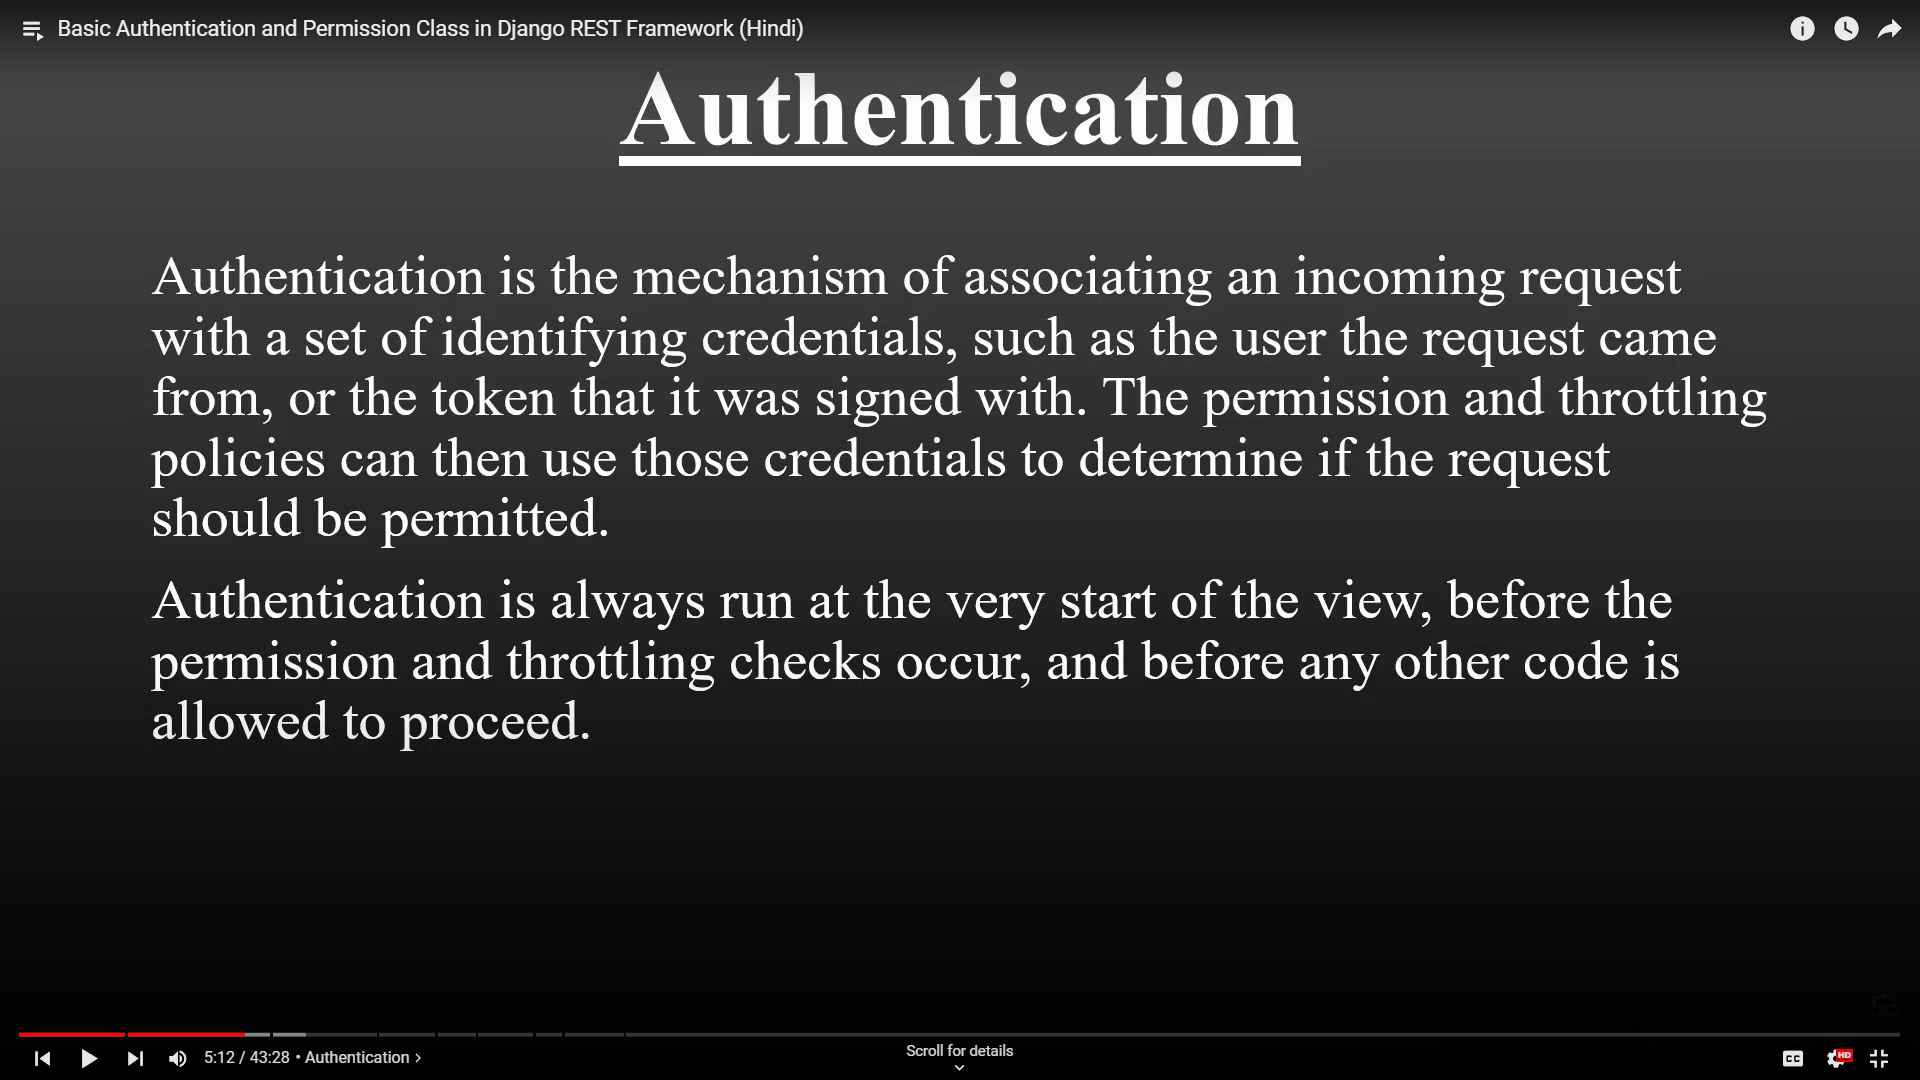 Basic Authentication and Permission Class in Django REST Framework (Hindi)
Authentication
Authentication is the mechanism of associating an incoming request
with a set of identifying credentials, such as the user the request came
from, or the token that it was signed with. The permission and throttling
policies can then use those credentials to determine if the request
should be permitted.
Authentication is always run at the very start of the view, before the
permission and throttling checks occur, and before any other code is
allowed to proceed.
5:12 / 43:28 • Authentication ›
Scroll for details
CC
HD